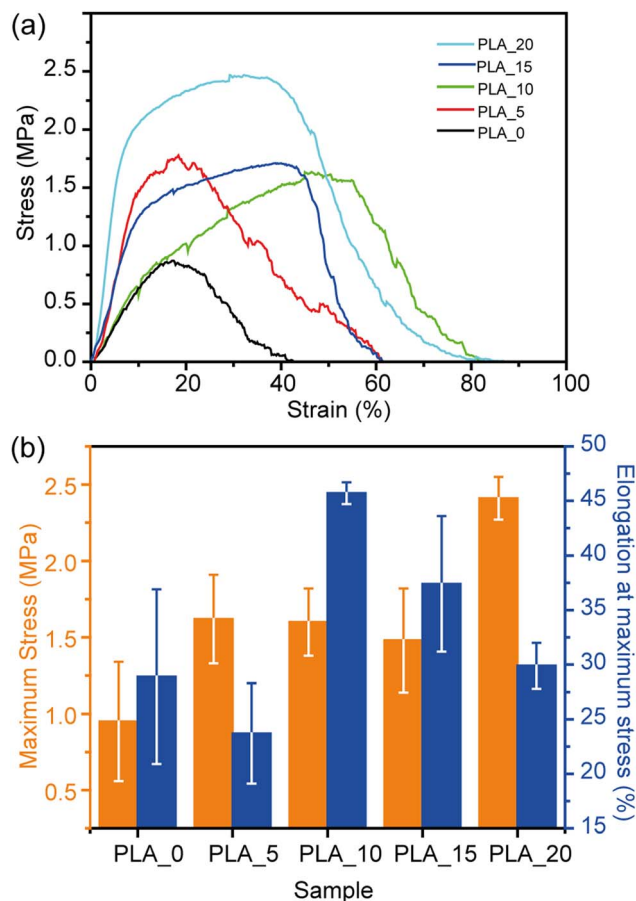 (a)
Stress (MPa)
2.5
2.0
1.5
1.0
0.5
0.0
PLA_20
PLA_15
PLA_10
PLA_5
PLA_0
0 20 40 60 80 100
Strain (%)
(b)
Maximum Stress (MPa)
2.5
2.0
1.5
1.0
0.5
50
45
40
35
30
25
20
15
Elongation at maximum stress (%)
PLA_0 PLA_5 PLA_10 PLA_15 PLA_20
Sample